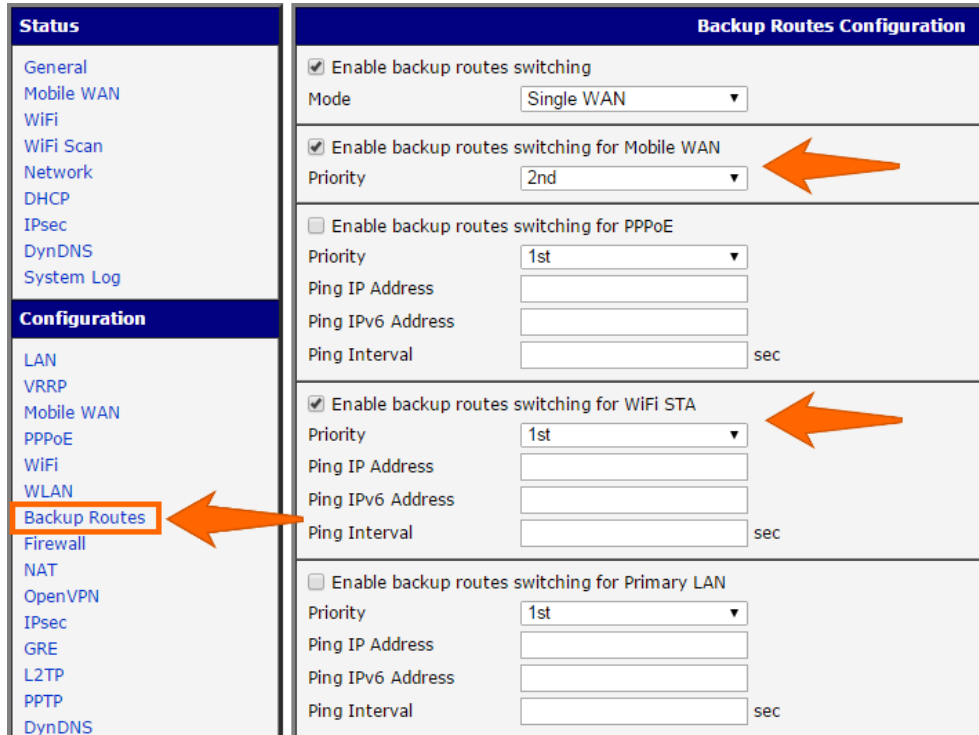 Status
General
Mobile WAN
WiFi
WiFi Scan
Network
DHCP
IPsec
DynDNS
System Log
Configuration
LAN
VRRP
Mobile WAN
PPPoE
WiFi
WLAN
Backup Routes
Firewall
NAT
OpenVPN
IPsec
GRE
L2TP
PPTP
DynDNS
Backup Routes Configuration
Enable backup routes switching
Mode Single WAN
Enable backup routes switching for Mobile WAN
Priority 2nd
Enable backup routes switching for PPPoE
Priority 1st
Ping IP Address
Ping IPv6 Address
Ping Interval sec
Enable backup routes switching for WiFi STA
Priority 1st
Ping IP Address
Ping IPv6 Address
Ping Interval sec
Enable backup routes switching for Primary LAN
Priority 1st
Ping IP Address
Ping IPv6 Address
Ping Interval sec